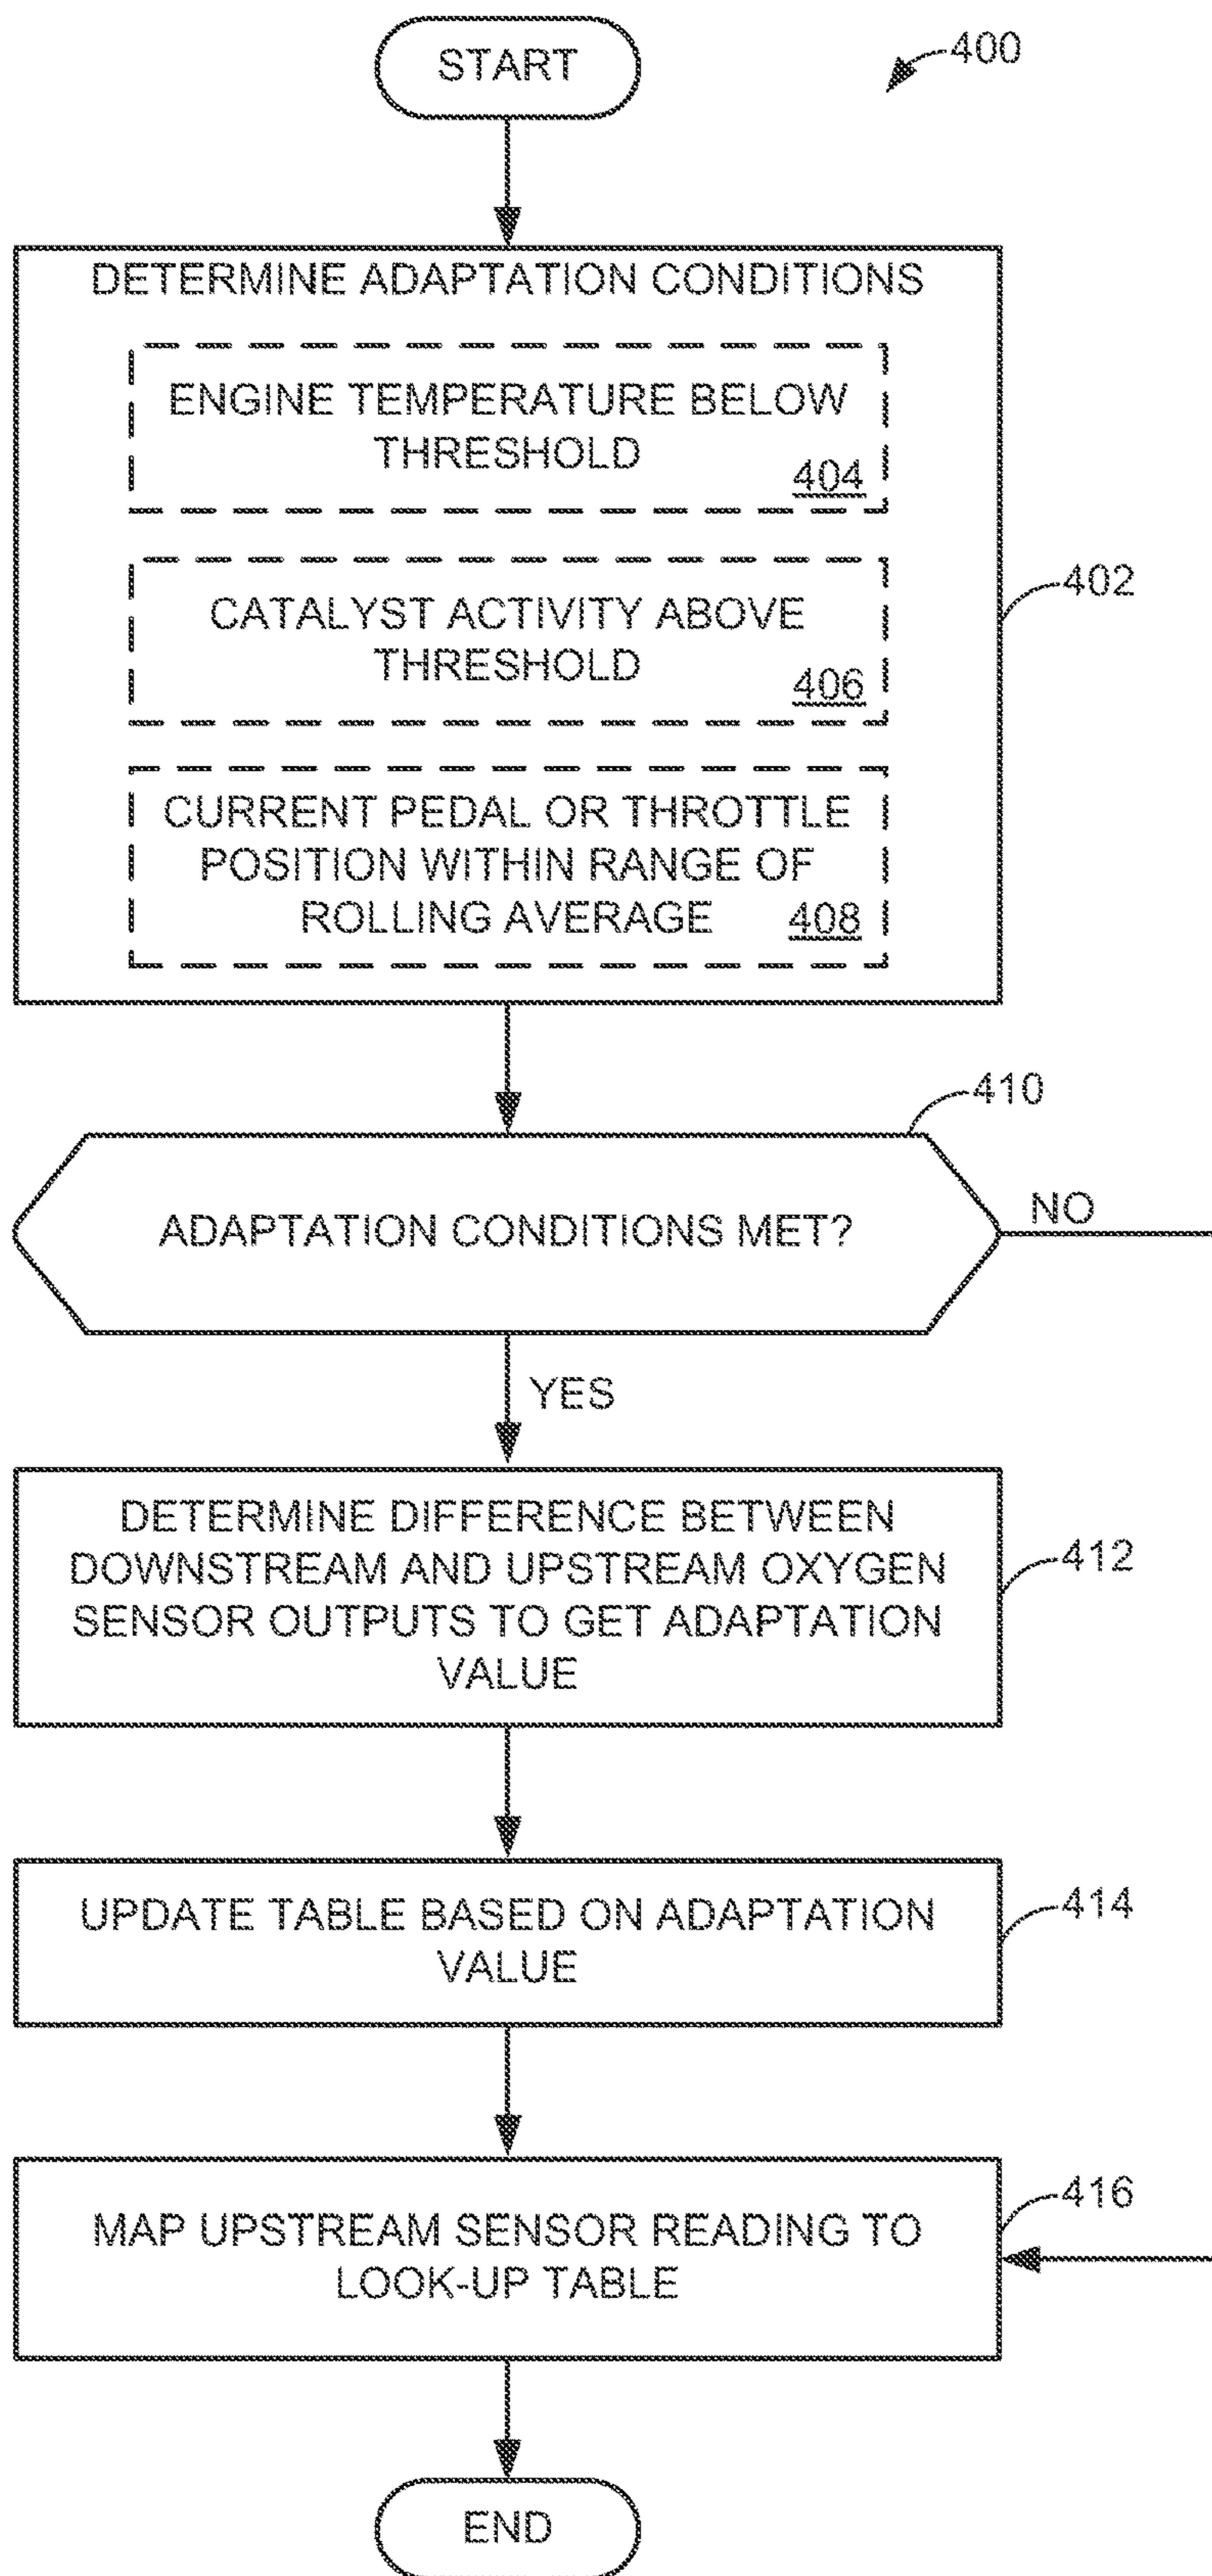 START
400
DETERMINE ADAPTATION CONDITIONS
ENGINE TEMPERATURE BELOW
THRESHOLD
404
402
CATALYST ACTIVITY ABOVE
THRESHOLD
406
CURRENT PEDAL OR THROTTLE
POSITION WITHIN RANGE OF
ROLLING AVERAGE
408
410
ADAPTATION CONDITIONS MET?
NO
YES
DETERMINE DIFFERENCE BETWEEN
DOWNSTREAM AND UPSTREAM OXYGEN
SENSOR OUTPUTS TO GET ADAPTATION
VALUE
412
UPDATE TABLE BASED ON ADAPTATION
VALUE
414
MAP UPSTREAM SENSOR READING TO
LOOK-UP TABLE
416
END